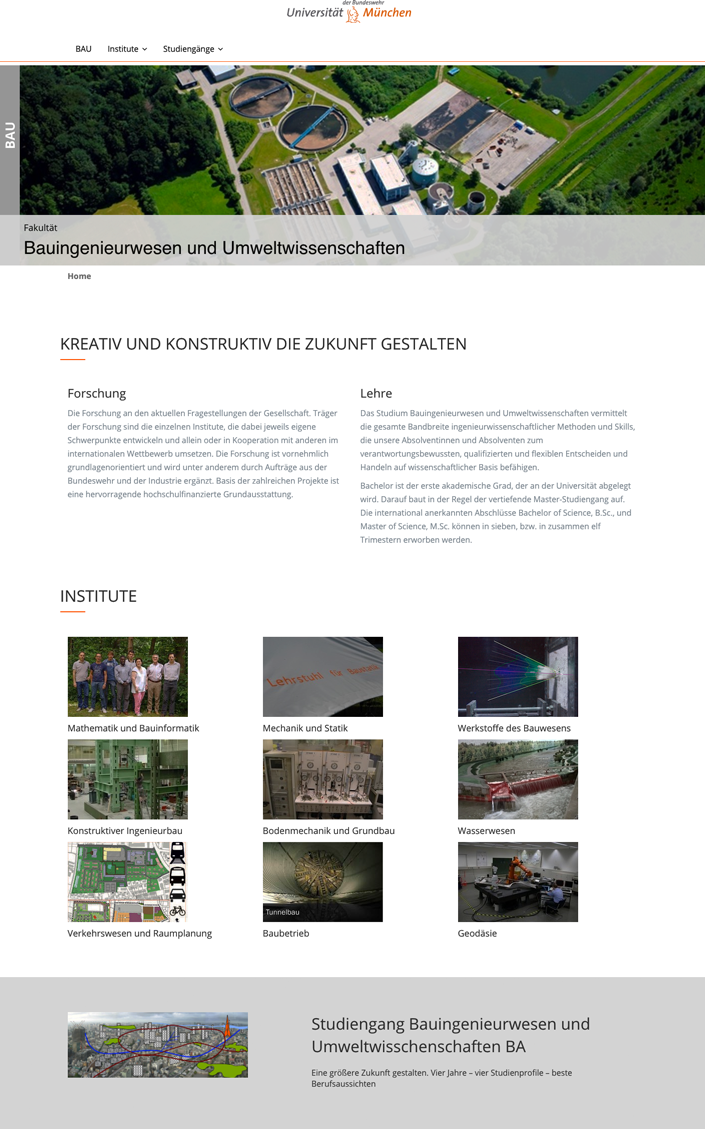 der Bundeswehr
Universität München
BAU
Institute
Studiengänge
BAU
Fakultät
Bauingenieurwesen und Umweltwissenschaften
Home
KREATIV UND KONSTRUKTIV DIE ZUKUNFT GESTALTEN
Forschung
Die Forschung an den aktuellen Fragestellungen der Gesellschaft. Träger
der Forschung sind die einzelnen Institute, die dabei jeweils eigene
Schwerpunkte entwickeln und allein oder in Kooperation mit anderen im
internationalen Wettbewerb umsetzen. Die Forschung ist vornehmlich
grundlagenorientiert und wird unter anderem durch Aufträge aus der
Bundeswehr und der Industrie ergänzt. Basis der zahlreichen Projekte ist
eine hervorragende hochschulfinanzierte Grundausstattung.
Lehre
Das Studium Bauingenieurwesen und Umweltwissenschaften vermittelt
die gesamte Bandbreite ingenieurwissenschaftlicher Methoden und Skills,
die unsere Absolventinnen und Absolventen zum
verantwortungsbewussten, qualifizierten und flexiblen Entscheiden und
Handeln auf wissenschaftlicher Basis befähigen.
Bachelor ist der erste akademische Grad, der an der Universität abgelegt
wird. Darauf baut in der Regel der vertiefende Master-Studiengang auf.
Die international anerkannten Abschlüsse Bachelor of Science, B.Sc., und
Master of Science, M.Sc. können in sieben, bzw. in zusammen elf
Trimestern erworben werden.
INSTITUTE
Lehrstuhl für Baustatik
Mathematik und Bauinformatik
Mechanik und Statik
Werkstoffe des Bauwesens
Konstruktiver Ingenieurbau
Bodenmechanik und Grundbau
Wasserwesen
Tunnelbau
Verkehrswesen und Raumplanung
Baubetrieb
Geodäsie
Studiengang Bauingenieurwesen und
Umweltwisschenschaften BA
Eine größere Zukunft gestalten. Vier Jahre – vier Studienprofile – beste
Berufsaussichten